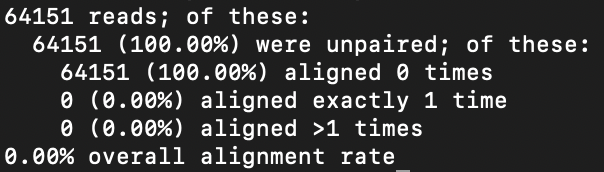 64151 reads; of these:
  64151 (100.00%) were unpaired; of these:
    64151 (100.00%) aligned 0 times
    0 (0.00%) aligned exactly 1 time
    0 (0.00%) aligned >1 times
0.00% overall alignment rate